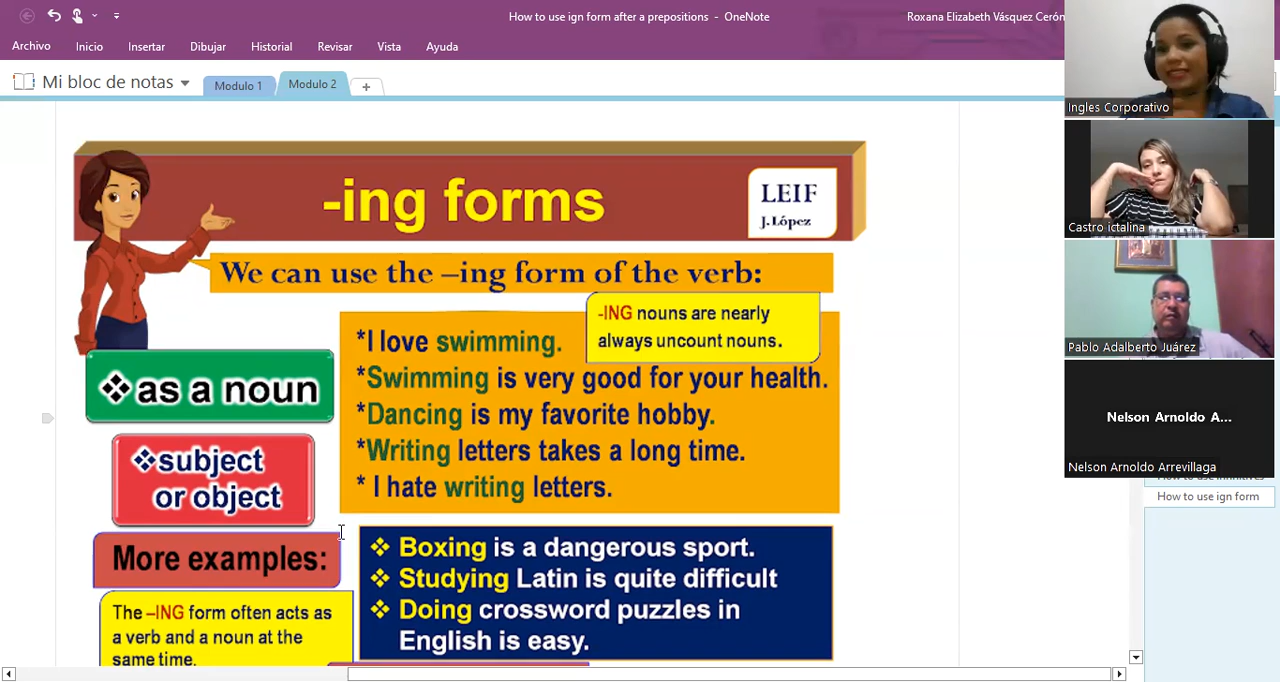 How to use ign form after a prepositions - OneNote
Roxana Elizabeth Vásquez Cerón
Archivo Inicio Insertar Dibujar Historial Revisar Vista Ayuda
Mi bloc de notas
Modulo 1
Modulo 2
+
-ing forms
LEIF
J.López
We can use the –ing form of the verb:
-ING nouns are nearly
always uncount nouns.
❖as a noun
❖subject
or object
*I love swimming.
*Swimming is very good for your health.
*Dancing is my favorite hobby.
*Writing letters takes a long time.
* I hate writing letters.
More examples:
❖ Boxing is a dangerous sport.
❖ Studying Latin is quite difficult
❖ Doing crossword puzzles in
English is easy.
The –ING form often acts as
a verb and a noun at the
same time.
Ingles Corporativo
Castro ictalina
Pablo Adalberto Juárez
Nelson Arnoldo A...
Nelson Arnoldo Arrevillaga
How to use infinitives
How to use ign form